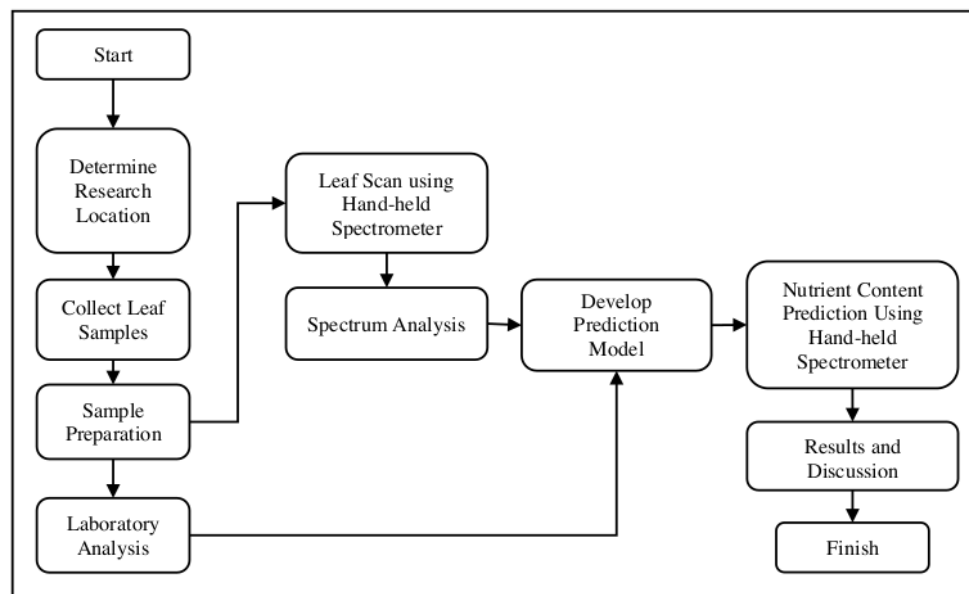 Start
Determine
Research
Location
Collect Leaf
Samples
Sample
Preparation
Laboratory
Analysis
Leaf Scan using
Hand-held
Spectrometer
Spectrum Analysis
Develop
Prediction
Model
Nutrient Content
Prediction Using
Hand-held
Spectrometer
Results and
Discussion
Finish